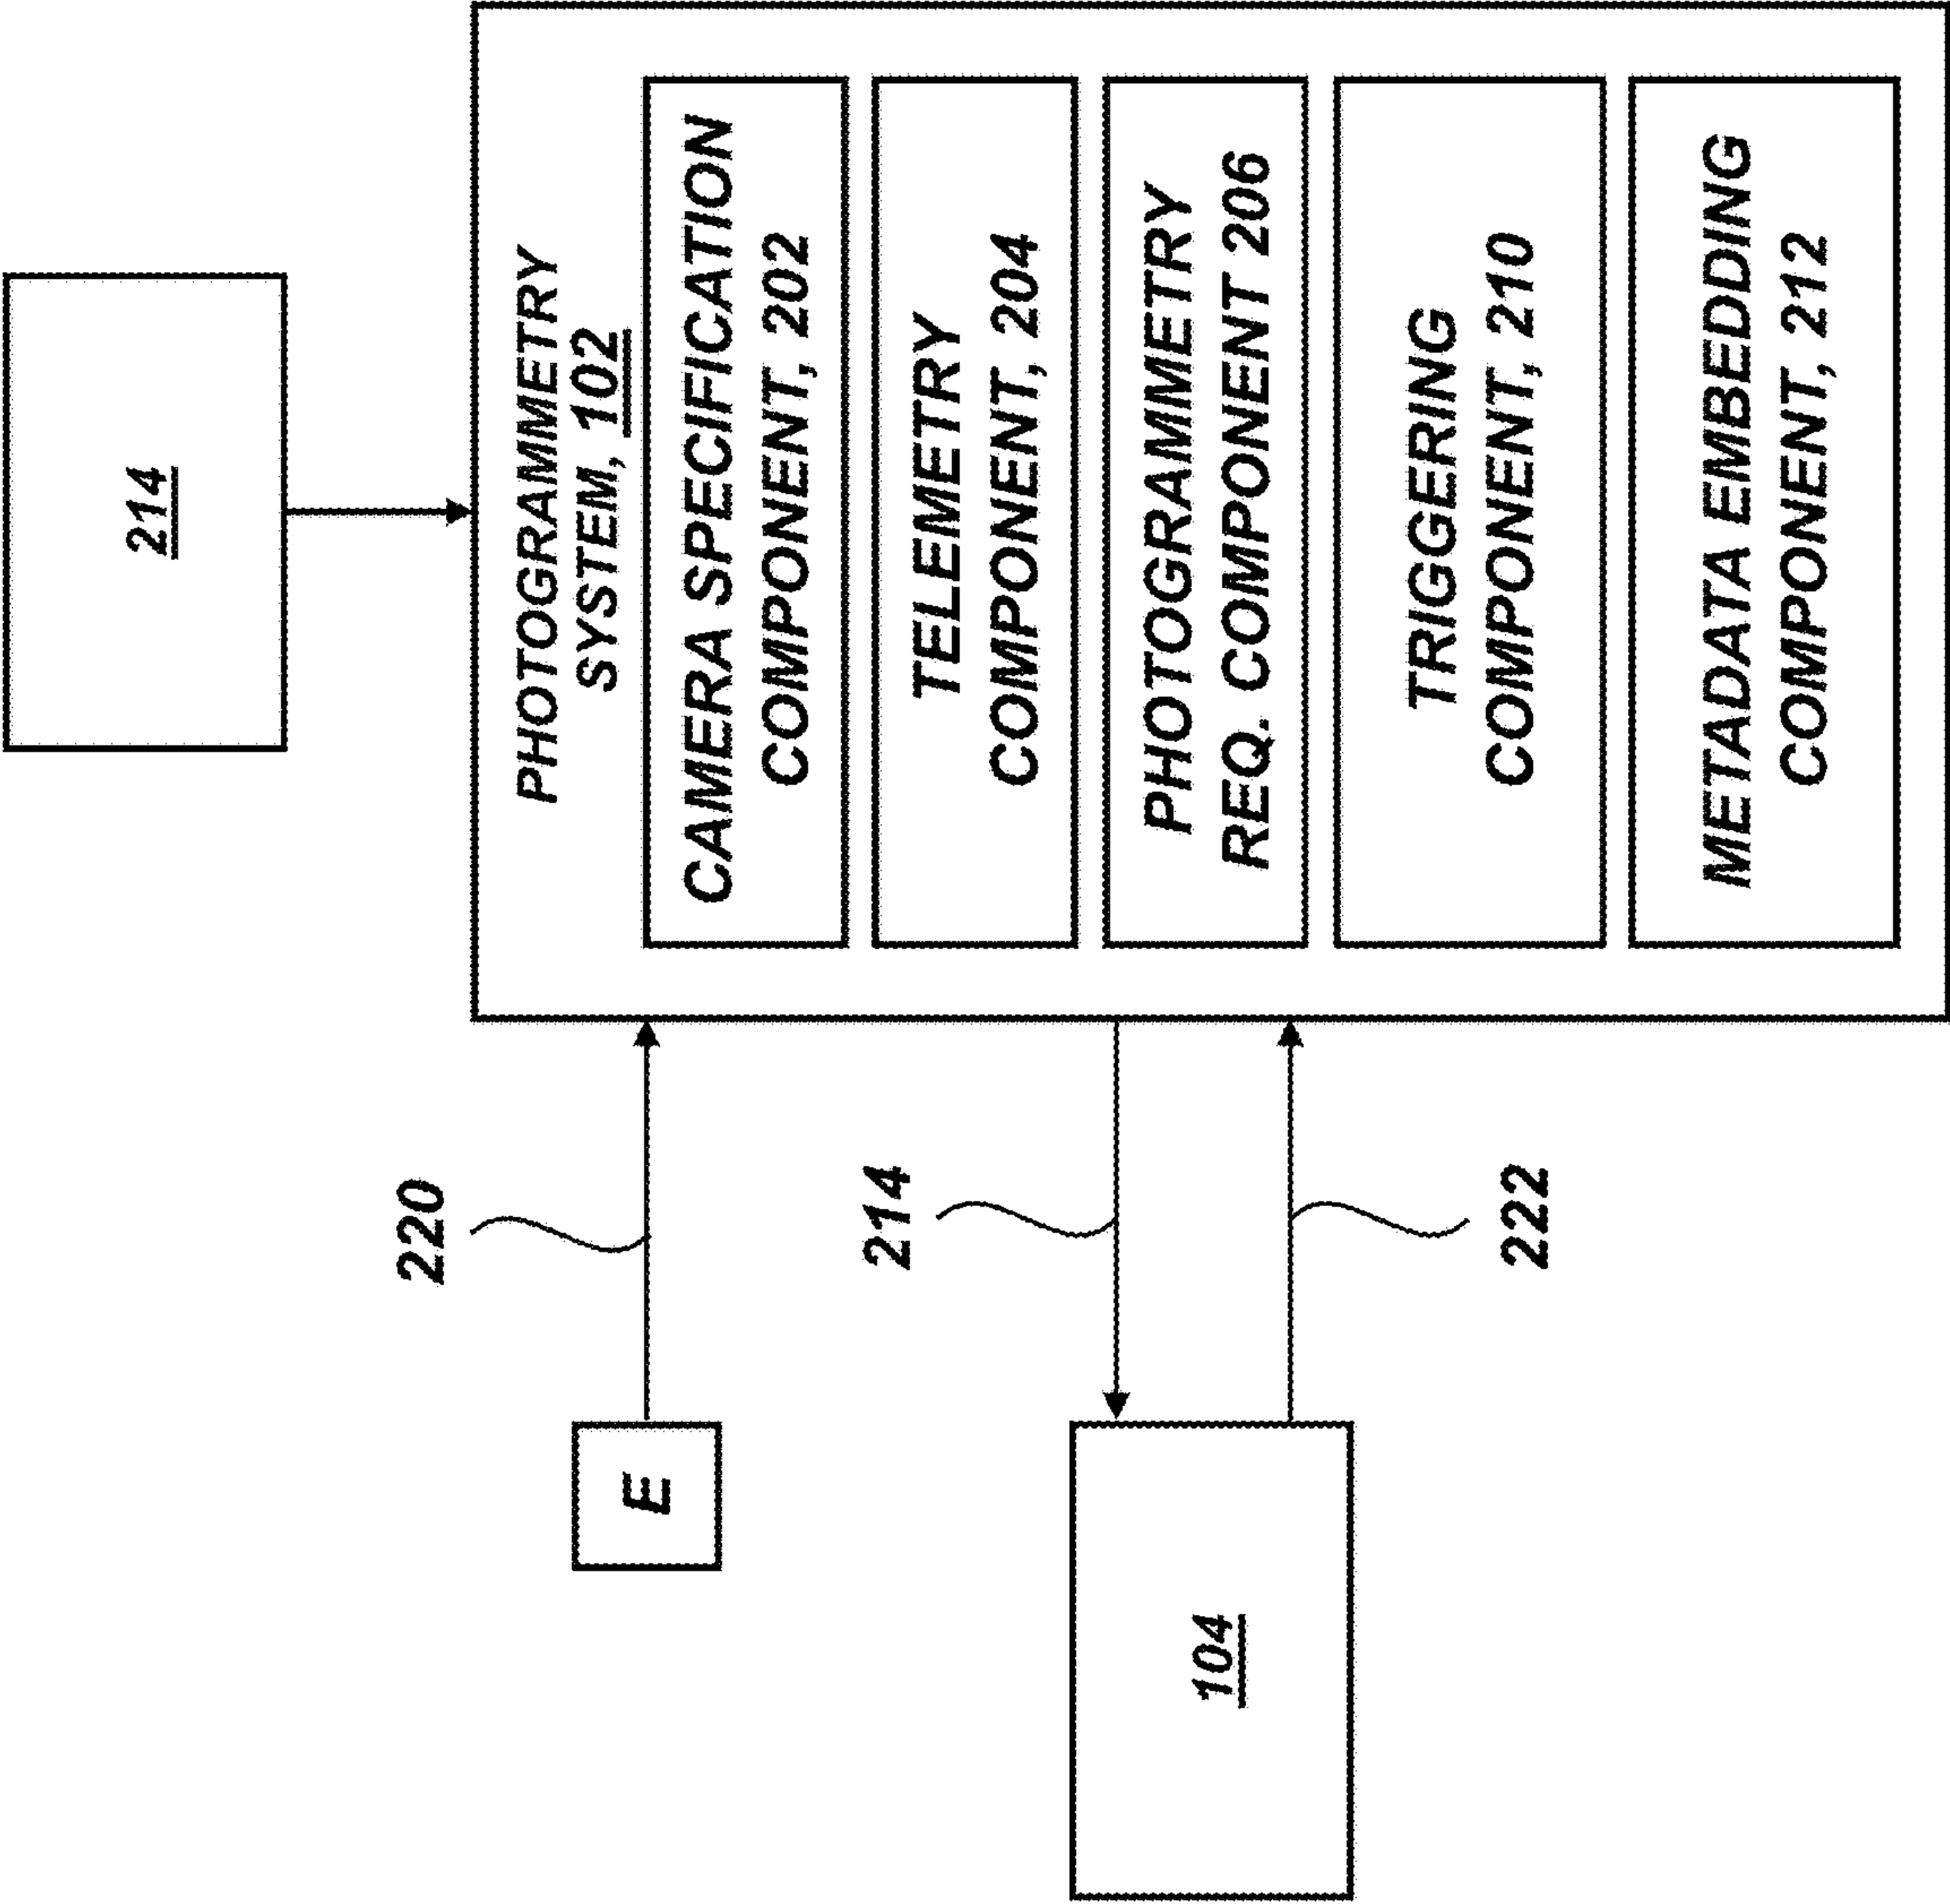 214
PHOTOGRAMMETRY
SYSTEM, 102
CAMERA SPECIFICATION
COMPONENT, 202
TELEMETRY
COMPONENT, 204
PHOTOGRAMMETRY
REQ. COMPONENT 206
TRIGGERING
COMPONENT, 210
METADATA EMBEDDING
COMPONENT, 212
220
214
222
E
104